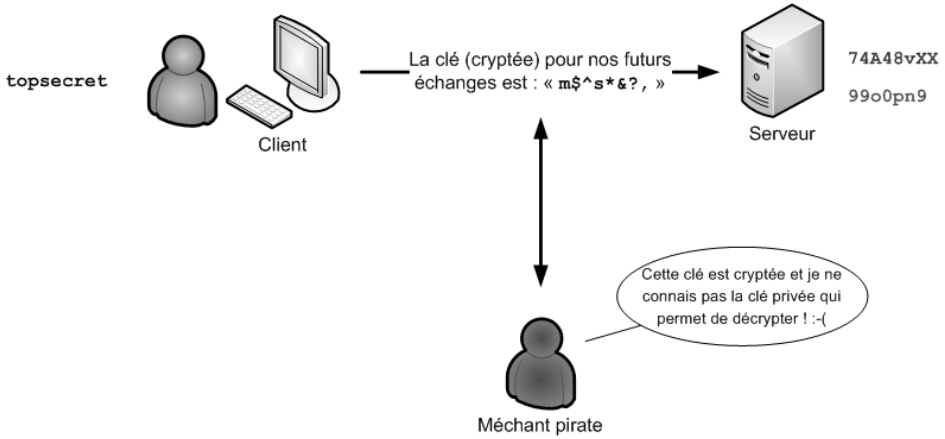 topsecret
Client
La clé (cryptée) pour nos futurs
échanges est : « m$^s*&?, »
74A48vXX
99o0pn9
Serveur
Cette clé est cryptée et je ne
connais pas la clé privée qui
permet de décrypter ! :-(
Méchant pirate